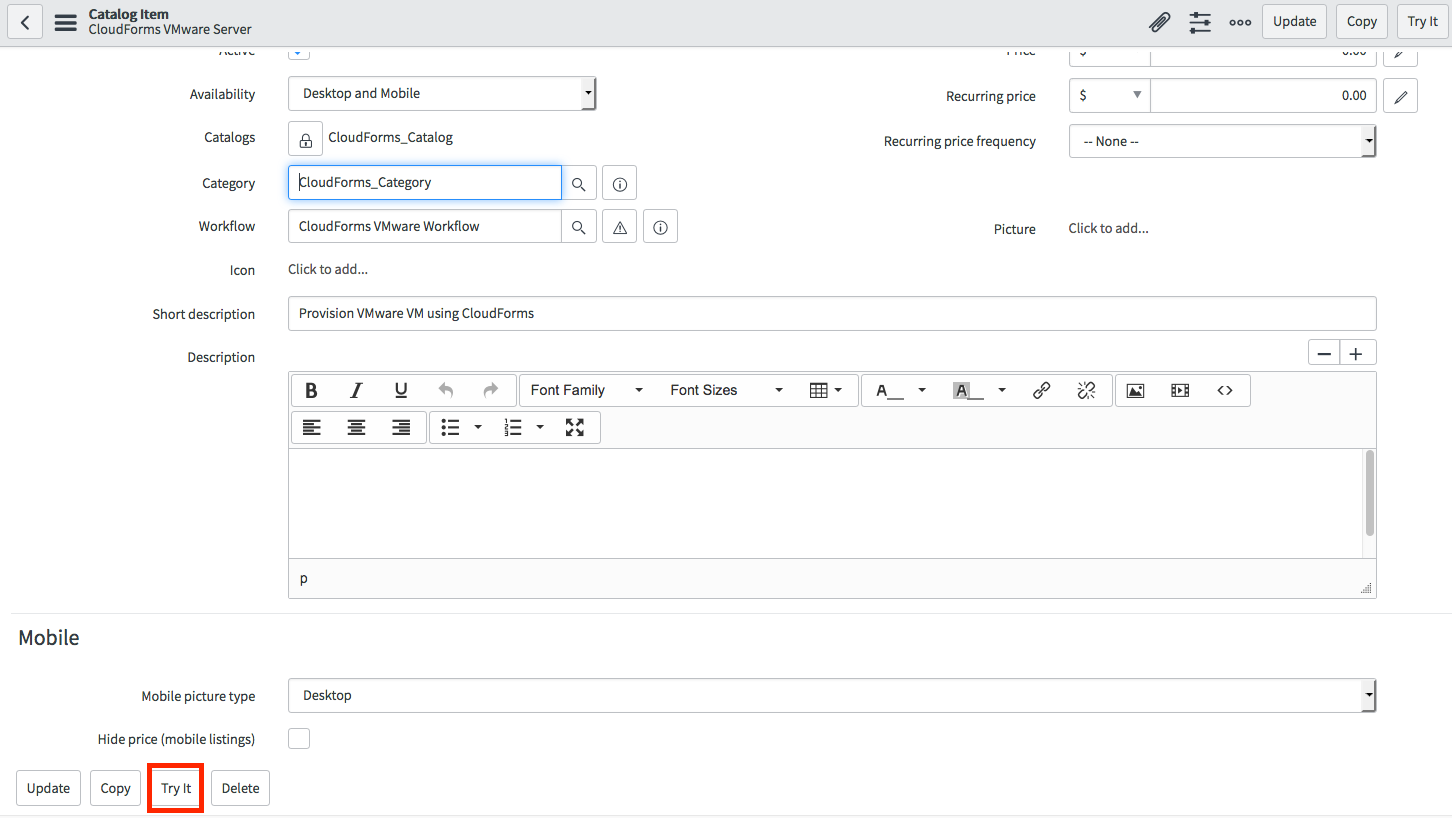 Catalog Item
CloudForms VMware Server
Update Copy Try It
Active Price $ 0.00
Availability Desktop and Mobile Recurring price $ 0.00
Catalogs CloudForms_Catalog Recurring price frequency -- None --
Category CloudForms_Category
Workflow CloudForms VMware Workflow Picture Click to add...
Icon Click to add...
Short description Provision VMware VM using CloudForms
Description
B I U Font Family Font Sizes A A <>
p
Mobile
Mobile picture type Desktop
Hide price (mobile listings)
Update Copy Try It Delete